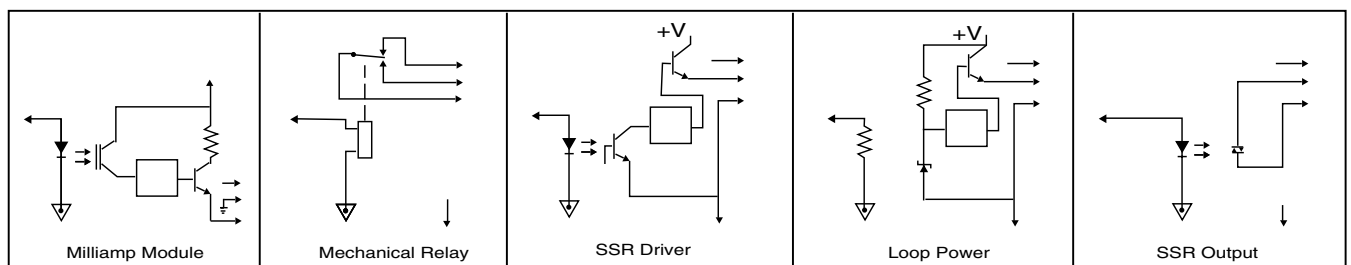 +V
+V
Milliamp Module
Mechanical Relay
SSR Driver
Loop Power
SSR Output